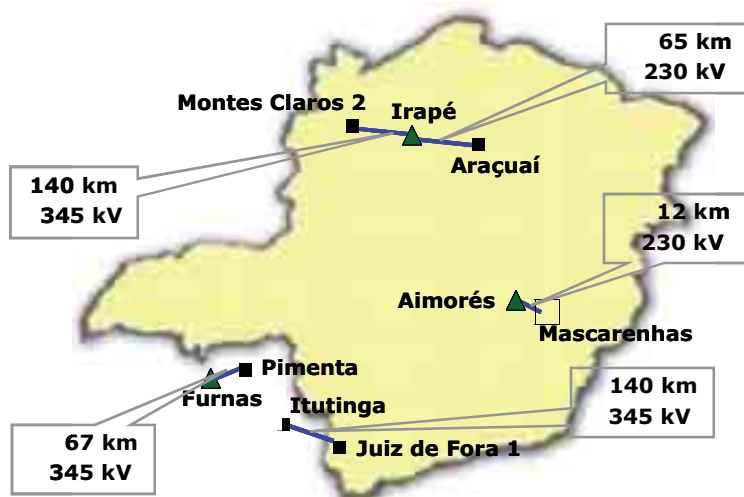 65 km
230 kV
Montes Claros 2
Irapé
Araçuaí
140 km
345 kV
12 km
230 kV
Aimorés
Mascarenhas
Pimenta
Furnas
Itutinga
140 km
345 kV
67 km
345 kV
Juiz de Fora 1